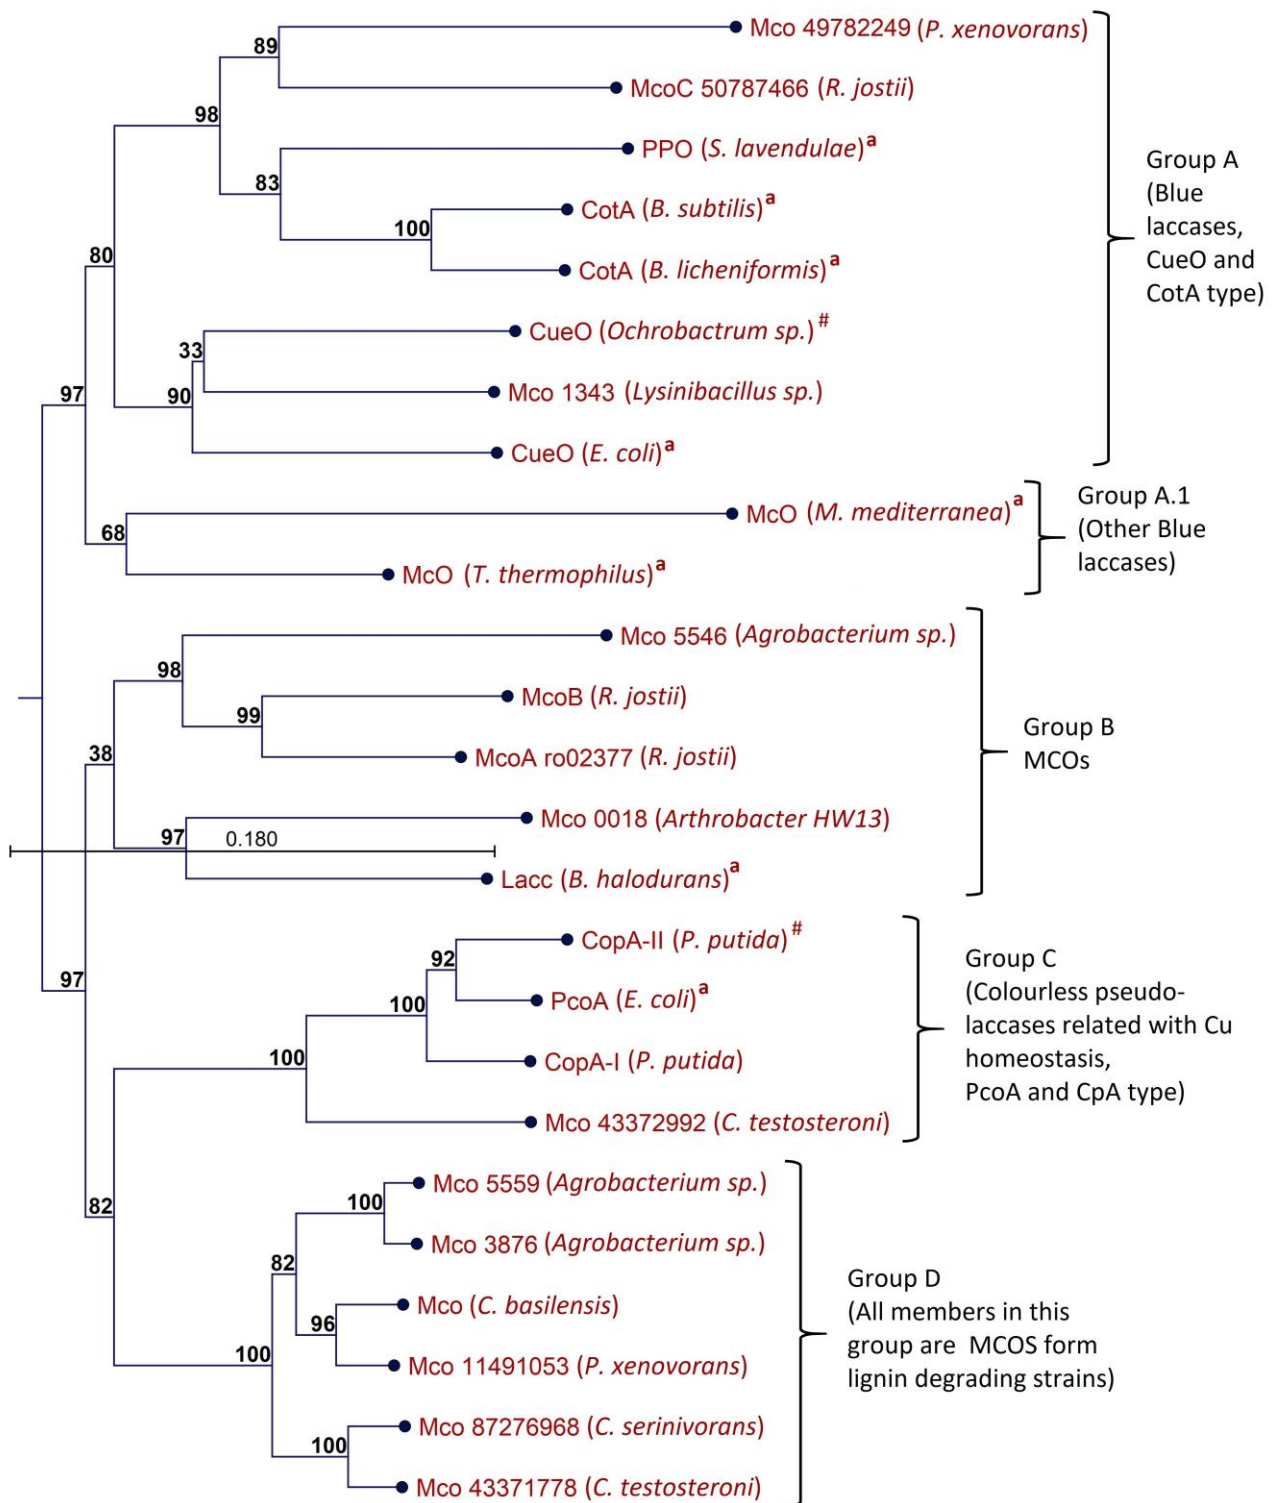 89
Mco 49782249 (P. xenovorans)
McoC 50787466 (R. jostii)
98
PPO (S. lavendulae)a
83
CotA (B. subtilis)a
100
CotA (B. licheniformis)a
80
CueO (Ochrobactrum sp.)#
33
Mco 1343 (Lysinibacillus sp.)
90
CueO (E. coli)a
Group A
(Blue
laccases,
CueO and
CotA type)
97
McO (M. mediterranea)a
68
McO (T. thermophilus)a
Group A.1
(Other Blue
laccases)
Mco 5546 (Agrobacterium sp.)
98
McoB (R. jostii)
99
McoA ro02377 (R. jostii)
38
Mco 0018 (Arthrobacter HW13)
97
0.180
Lacc (B. halodurans)a
Group B
MCOs
97
CopA-II (P. putida)#
92
PcoA (E. coli)a
100
CopA-I (P. putida)
100
Mco 43372992 (C. testosteroni)
Group C
(Colourless pseudo-
laccases related with Cu
homeostasis,
PcoA and CpA type)
82
Mco 5559 (Agrobacterium sp.)
100
Mco 3876 (Agrobacterium sp.)
82
Mco (C. basilensis)
96
Mco 11491053 (P. xenovorans)
100
Mco 87276968 (C. serinivorans)
100
Mco 43371778 (C. testosteroni)
Group D
(All members in this
group are MCOS form
lignin degrading strains)